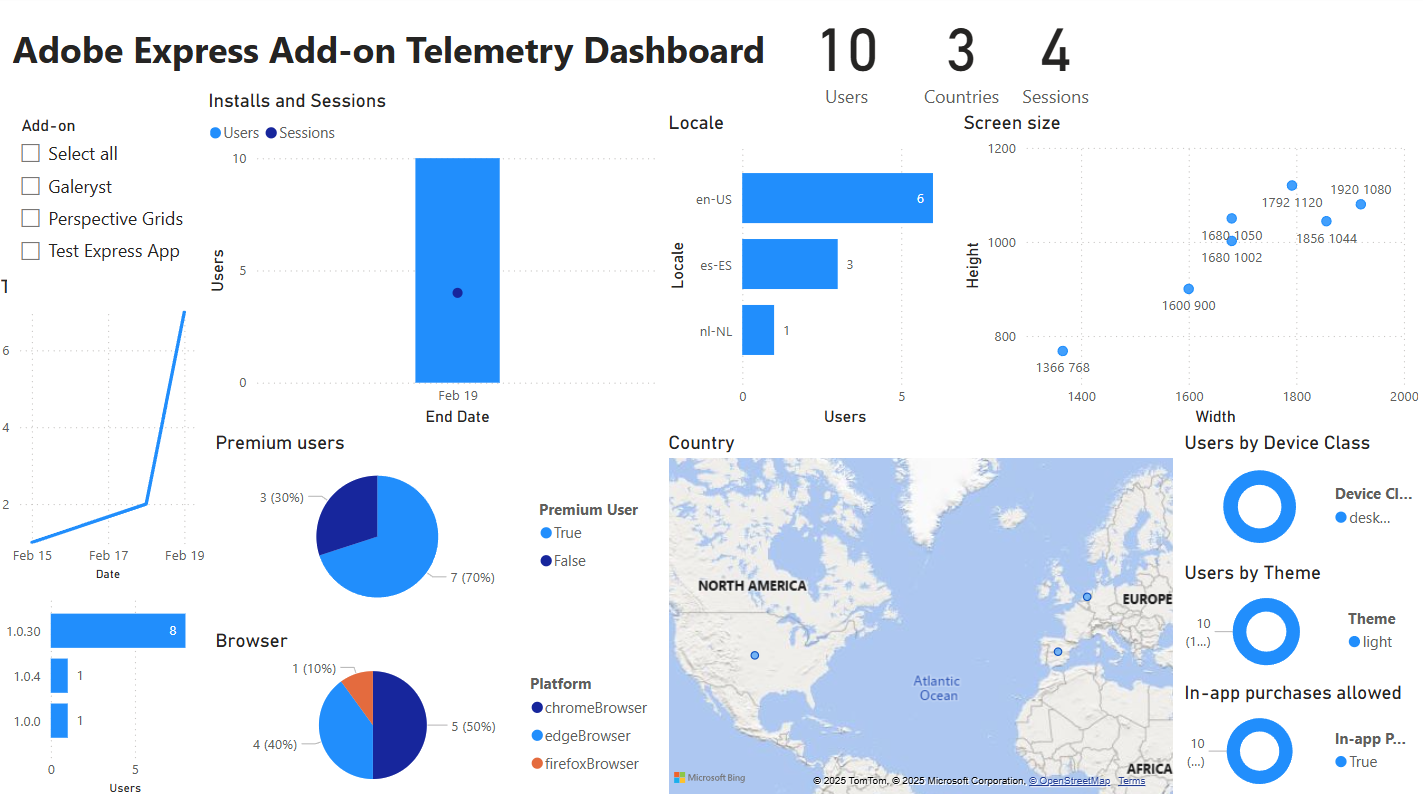 Adobe Express Add-on Telemetry Dashboard
10
Users
3
Countries
4
Sessions
Add-on
Select all
Galeryst
Perspective Grids
Test Express App
1
6
4
2
Feb 15 Feb 17 Feb 19
Date
1.0.30
8
1.0.4
1
1.0.0
1
0 5
Users
Installs and Sessions
Users Sessions
Users
10
5
0
Feb 19
End Date
Premium users
3 (30%)
7 (70%)
Premium User
True
False
Browser
1 (10%)
4 (40%)
5 (50%)
Platform
chromeBrowser
edgeBrowser
firefoxBrowser
Locale
Locale
en-US
6
es-ES
3
nl-NL
1
0 5
Users
Screen size
Height
1200
1000
800
1792 1120
1920 1080
1680 1050
1856 1044
1680 1002
1600 900
1366 768
1400 1600 1800 2000
Width
Country
NORTH AMERICA
EUROPE
Atlantic
Ocean
AFRICA
Microsoft Bing
© 2025 TomTom, © 2025 Microsoft Corporation, © OpenStreetMap Terms
Users by Device Class
Device Cl...
desk...
Users by Theme
10
(1...)
Theme
light
In-app purchases allowed
10
(...)
In-app P...
True